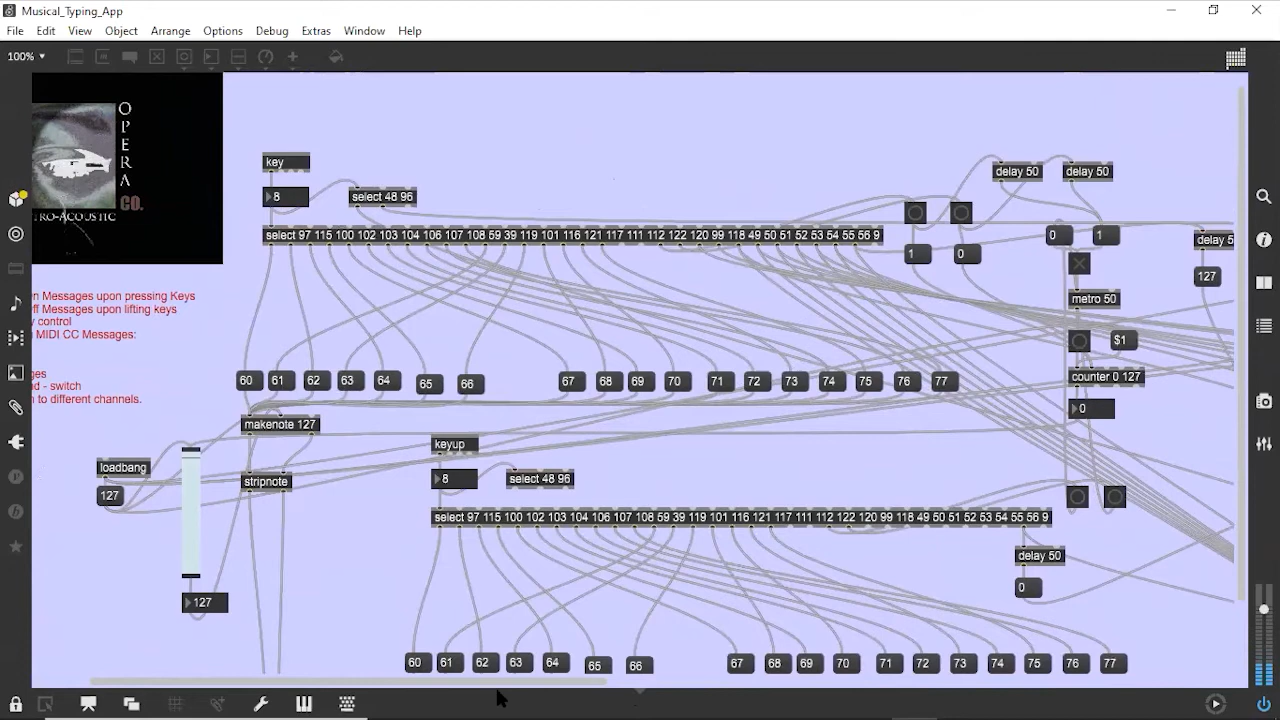 Musical_Typing_App
File Edit View Object Arrange Options Debug Extras Window Help
100%
OPERA
CO.
TRO-ACOUSTIC
key
delay 50 delay 50
8
select 48 96
select 97 115 100 102 103 104 106 107 108 59 39 119 101 116 121 117 111 112 122 120 99 118 49 50 51 52 53 54 55 56 9
0 1
delay 5
1 0
127
metro 50
n Messages upon pressing Keys
ff Messages upon lifting keys
y control
MIDI CC Messages:
$1
ges
nd - switch
n to different channels.
60 61 62 63 64 65 66 67 68 69 70 71 72 73 74 75 76 77
counter 0 127
0
makenote 127
keyup
loadbang
8
select 48 96
stripnote
127
select 97 115 100 102 103 104 106 107 108 59 39 119 101 116 121 117 111 112 122 120 99 118 49 50 51 52 53 54 55 56 9
delay 50
0
127
60 61 62 63 65 66 67 68 70 71 72 73 74 75 76 77